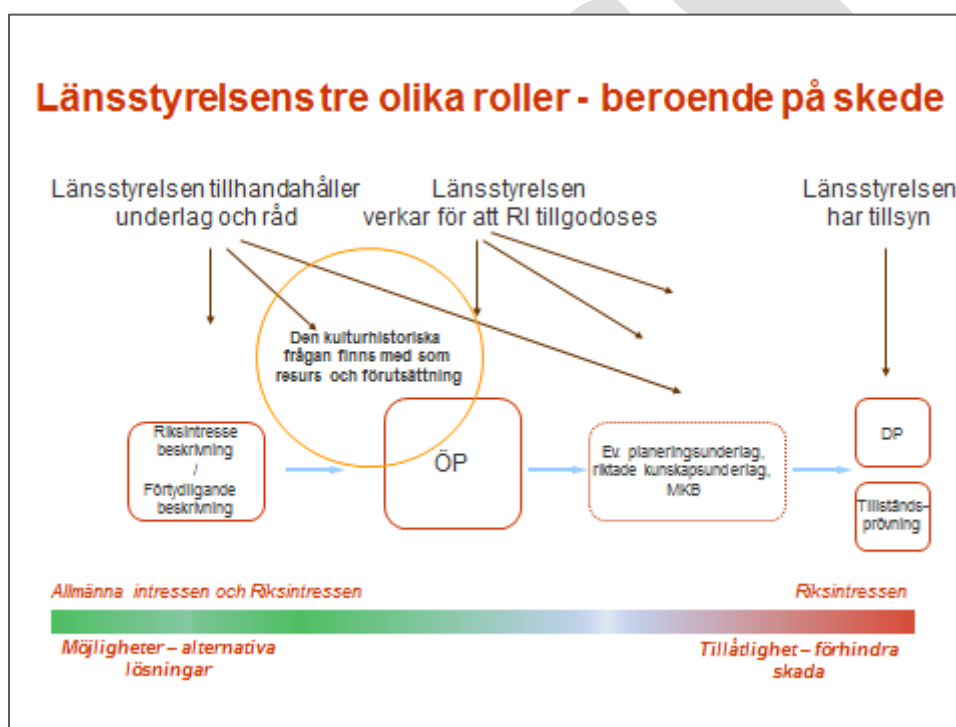 Länsstyrelsens tre olika roller - beroende på skede
Länsstyrelsen tillhandahåller
underlag och råd
Länsstyrelsen
verkar för att RI tillgodoses
Länsstyrelsen
har tillsyn
Den kulturhistoriska
frågan finns med som
resurs och förutsättning
Riksintresse
beskrivning
/
Förtydligande
beskrivning
ÖP
Ev. planeringsunderlag,
riktade kunskapsunderlag,
MKB
DP
Tillstånds-
prövning
Allmänna intressen och Riksintressen
Riksintressen
Möjligheter – alternativa
lösningar
Tillåtlighet – förhindra
skada